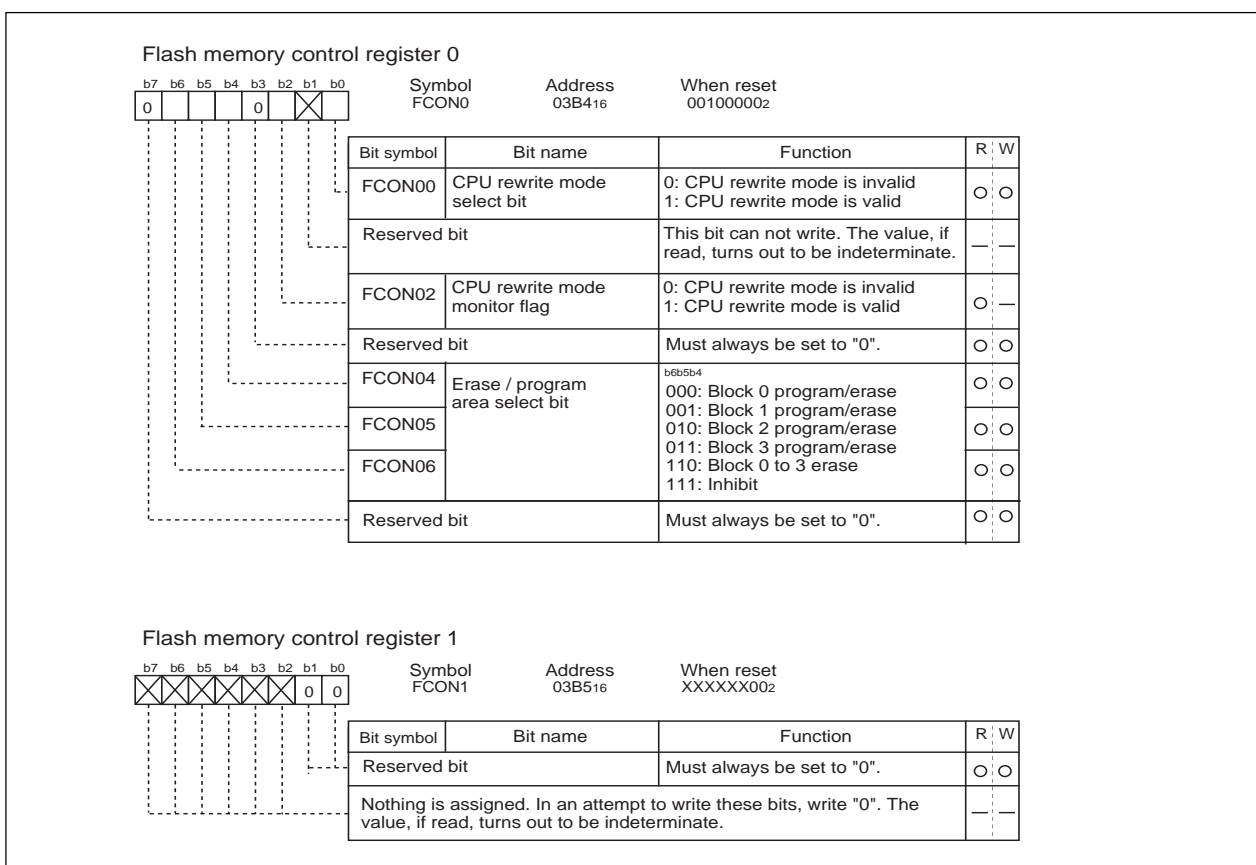 Flash memory control register 0
b7 b6 b5 b4 b3 b2 b1 b0
0 0
Symbol Address When reset
FCON0 03B416 001000002
Bit symbol Bit name Function R W
FCON00 CPU rewrite mode select bit 0: CPU rewrite mode is invalid
1: CPU rewrite mode is valid
Reserved bit This bit can not write. The value, if
read, turns out to be indeterminate.
FCON02 CPU rewrite mode monitor flag 0: CPU rewrite mode is invalid
1: CPU rewrite mode is valid
Reserved bit Must always be set to "0".
FCON04 Erase / program area select bit b6b5b4
000: Block 0 program/erase
001: Block 1 program/erase
FCON05 010: Block 2 program/erase
011: Block 3 program/erase
FCON06 110: Block 0 to 3 erase
111: Inhibit
Reserved bit Must always be set to "0".
Flash memory control register 1
b7 b6 b5 b4 b3 b2 b1 b0
0 0
Symbol Address When reset
FCON1 03B516 XXXXXX002
Bit symbol Bit name Function R W
Reserved bit Must always be set to "0".
Nothing is assigned. In an attempt to write these bits, write "0". The
value, if read, turns out to be indeterminate.